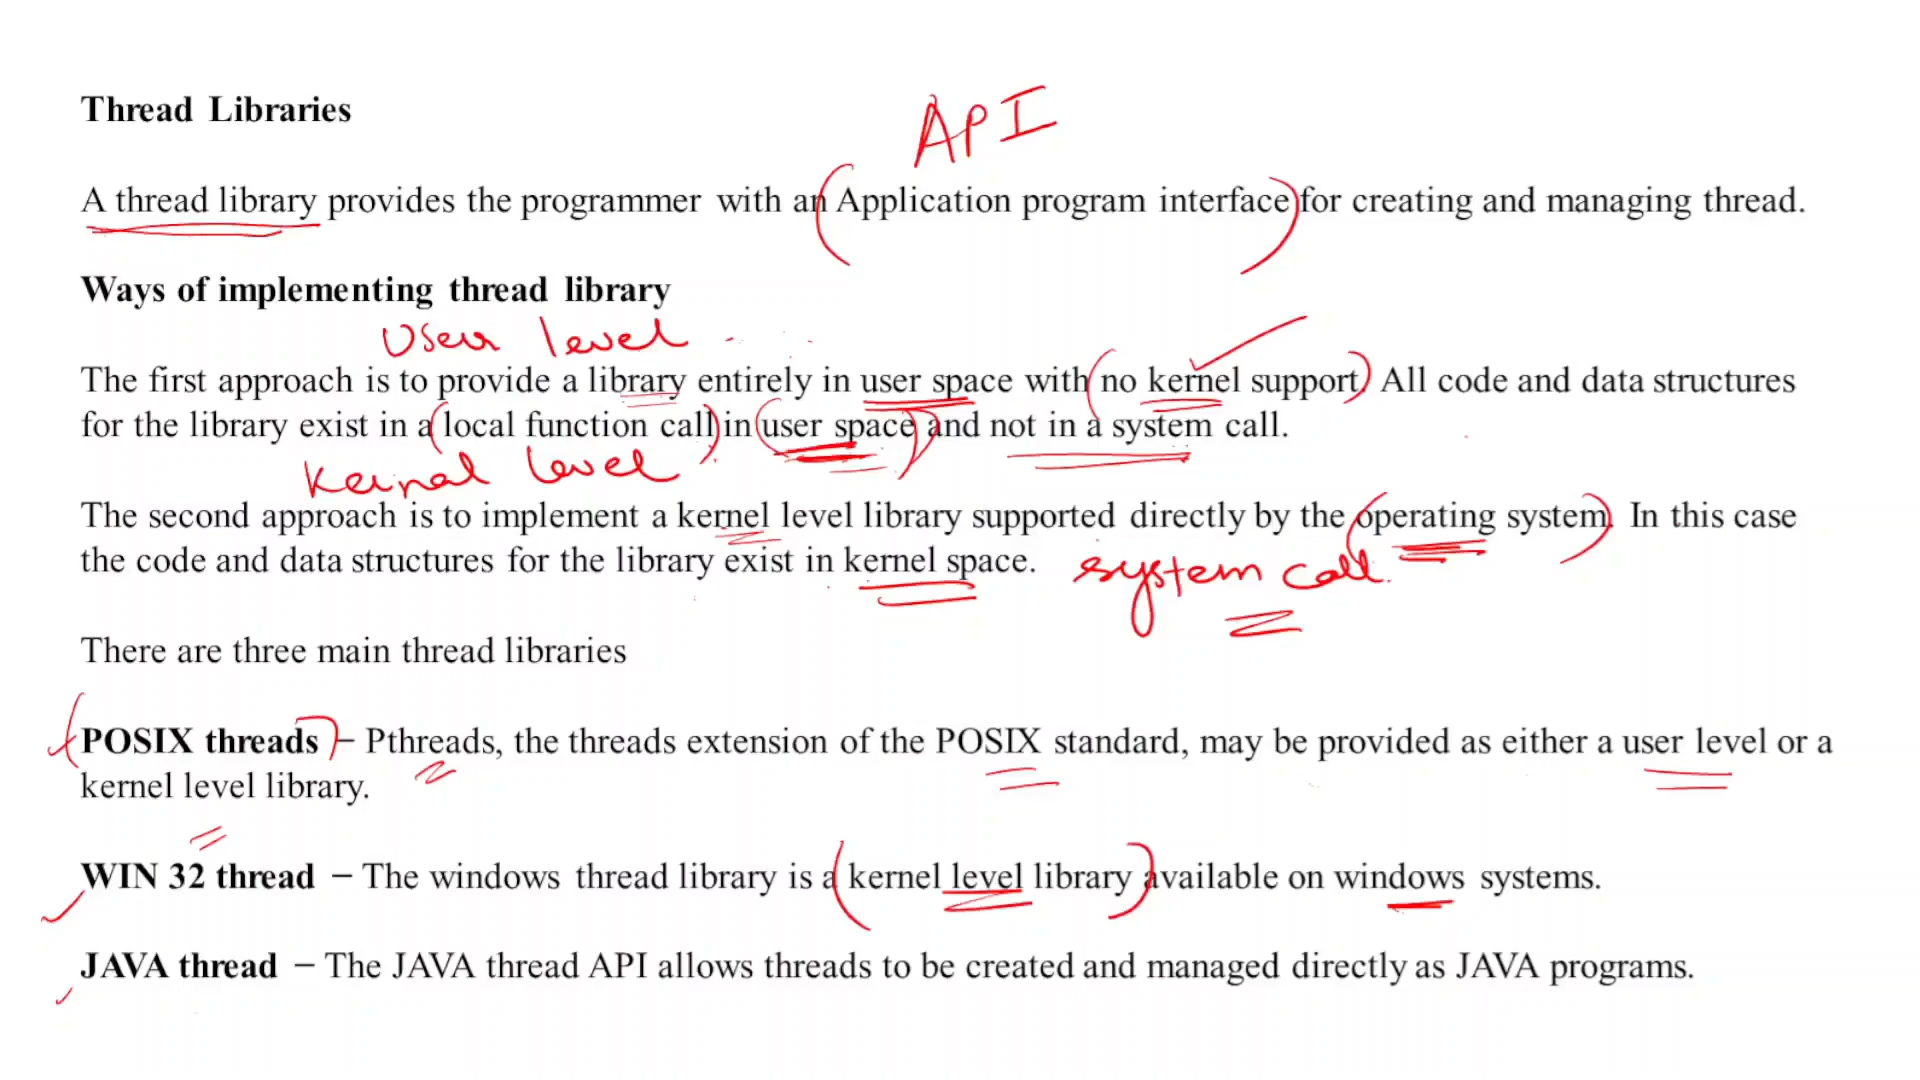 Thread Libraries
API
A thread library provides the programmer with an Application program interface for creating and managing thread.
Ways of implementing thread library
User level
The first approach is to provide a library entirely in user space with no kernel support. All code and data structures
for the library exist in a local function call in user space and not in a system call.
Kernal level
The second approach is to implement a kernel level library supported directly by the operating system. In this case
the code and data structures for the library exist in kernel space.
system call
There are three main thread libraries
POSIX threads – Pthreads, the threads extension of the POSIX standard, may be provided as either a user level or a
kernel level library.
WIN 32 thread – The windows thread library is a kernel level library available on windows systems.
JAVA thread – The JAVA thread API allows threads to be created and managed directly as JAVA programs.